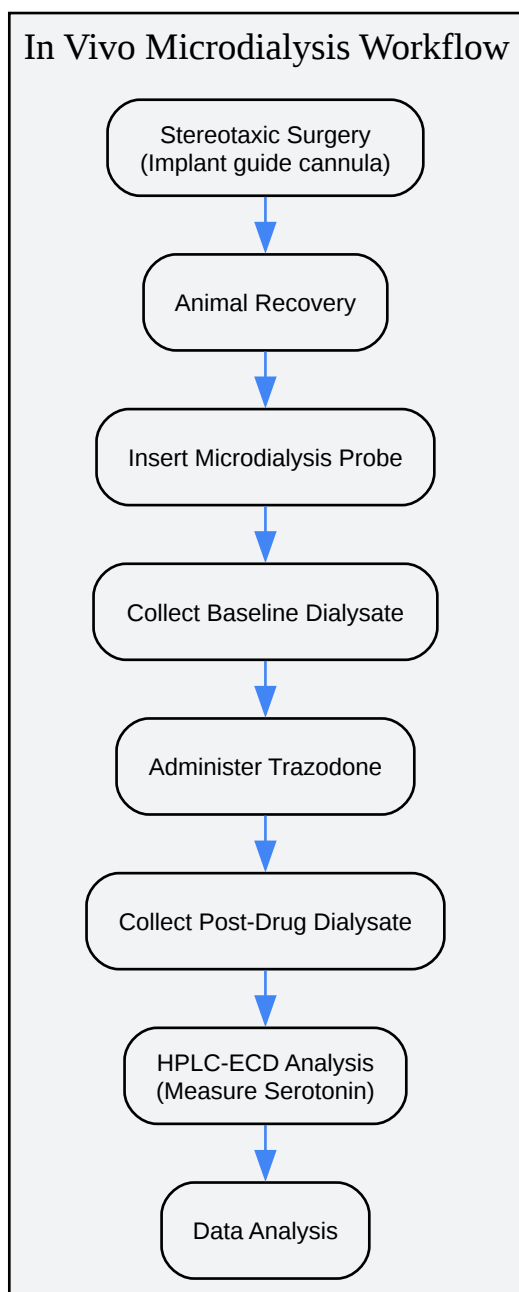 In Vivo Microdialysis Workflow
Stereotaxic Surgery
(Implant guide cannula)
Animal Recovery
Insert Microdialysis Probe
Collect Baseline Dialysate
Administer Trazodone
Collect Post-Drug Dialysate
HPLC-ECD Analysis
(Measure Serotonin)
Data Analysis